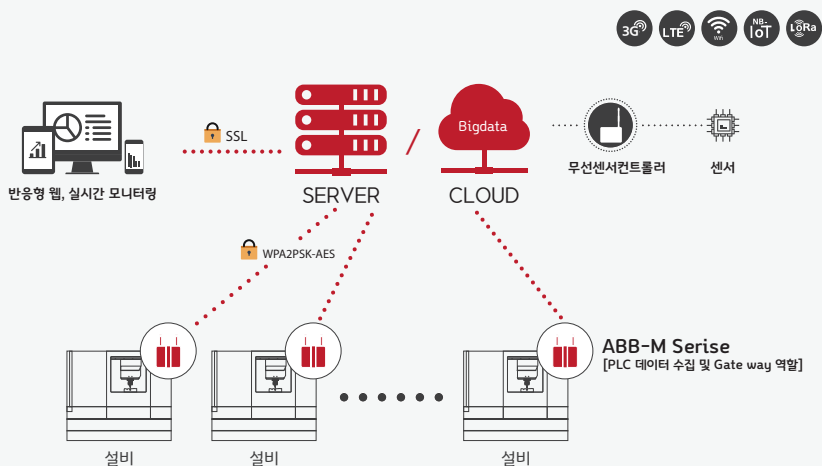 3G
LTE
Wifi
NB-
IoT
LoRa
SSL
Bigdata
반응형 웹, 실시간 모니터링
SERVER
/
CLOUD
무선센서컨트롤러
센서
WPA2PSK-AES
ABB-M Serise
[PLC 데이터 수집 및 Gate way 역할]
설비
설비
설비